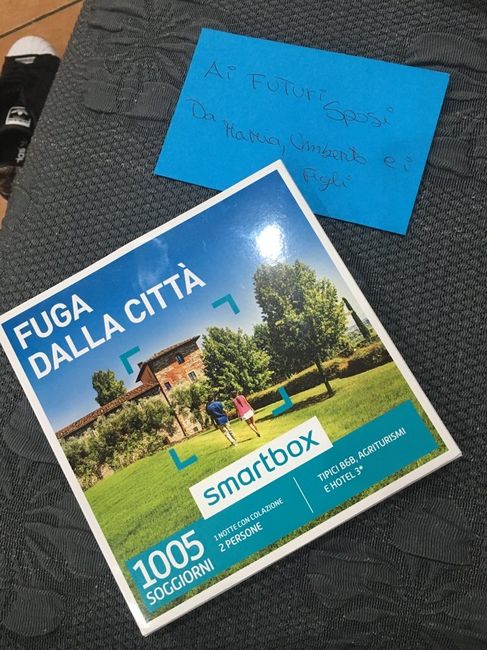 Ai FUTURI
Sposi
Da Marua, Umberto e i
Figli
FUGA
DALLA CITTÀ
smartbox
1005
SOGGIORNI
1 NOTTE CON COLAZIONE
2 PERSONE
TIPICI B&B, AGRITURISMI
E HOTEL 3*